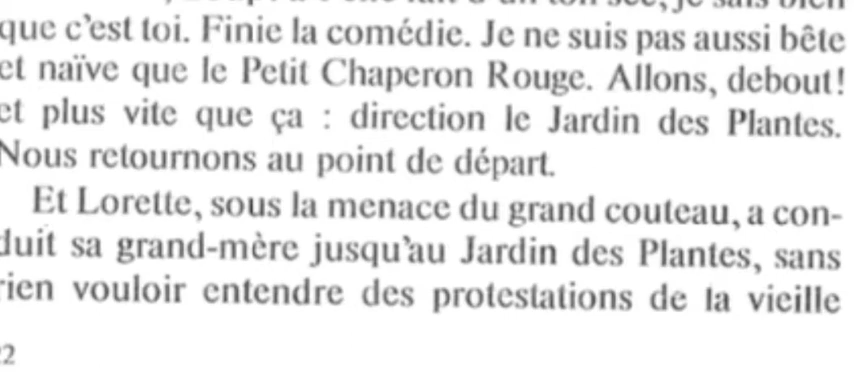 que c'est toi. Finie la comédie. Je ne suis pas aussi bête
et naïve que le Petit Chaperon Rouge. Allons, debout!
et plus vite que ça : direction le Jardin des Plantes.
Nous retournons au point de départ.
Et Lorette, sous la menace du grand couteau, a con-
duit sa grand-mère jusqu'au Jardin des Plantes, sans
rien vouloir entendre des protestations de la vieille